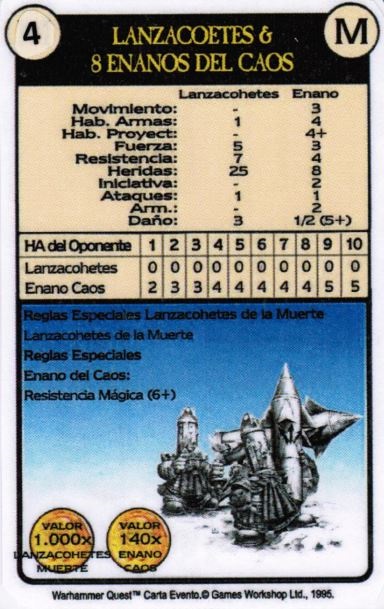 4
M
LANZACOETES &
8 ENANOS DEL CAOS
Lanzacohetes Enano
Movimiento: - 3
Hab. Armas: 1 4
Hab. Proyect: - 4+
Fuerza: 5 3
Resistencia: 7 4
Heridas: 25 8
Iniciativa: - 2
Ataques: 1 1
Arm.: - 2
Daño: 3 1/2 (5+)
HA del Oponente 1 2 3 4 5 6 7 8 9 10
Lanzacohetes 0 0 0 0 0 0 0 0 0 0
Enano Caos 2 3 3 4 4 4 4 4 5 5
Reglas Especiales Lanzacohetes de la Muerte
Lanzacohetes de la Muerte
Reglas Especiales
Enano del Caos:
Resistencia Mágica (6+)
VALOR
1.000x
LANZACOHETES
MUERTE
VALOR
140x
ENANO
CAOS
Warhammer Quest™ Carta Evento.© Games Workshop Ltd., 1995.